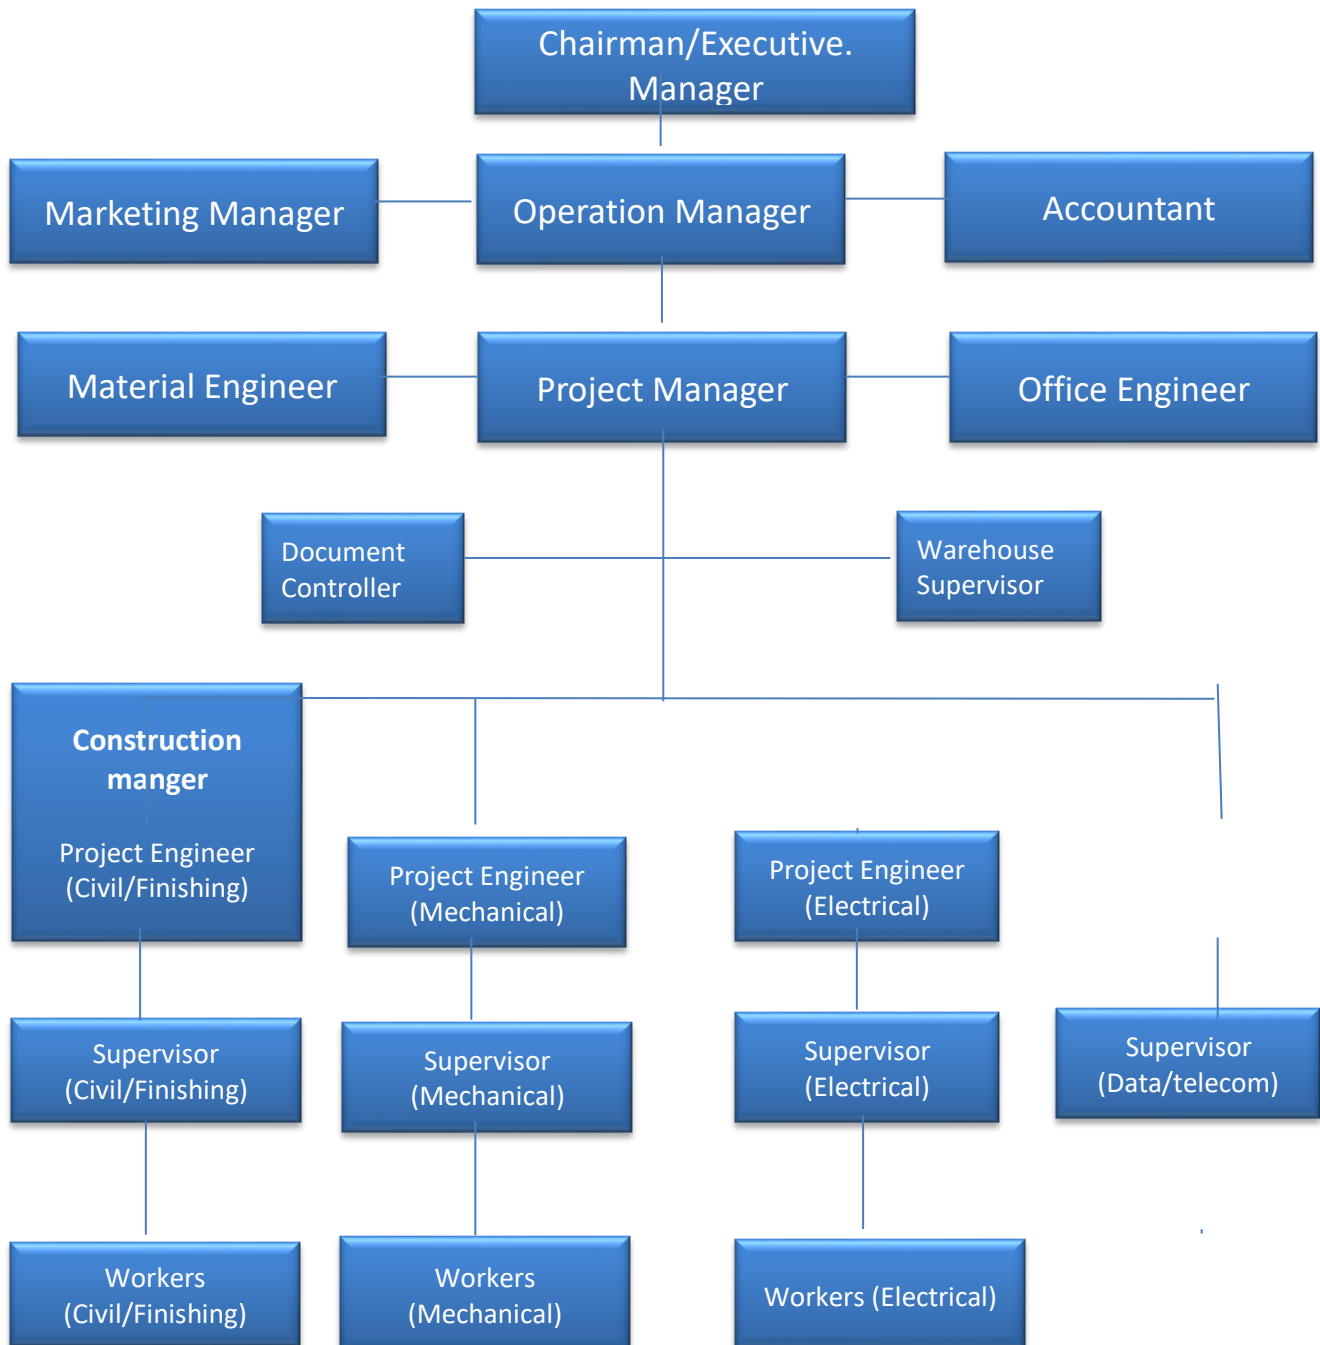 Chairman/Executive.
Manager
Marketing Manager
Operation Manager
Accountant
Material Engineer
Project Manager
Office Engineer
Document
Controller
Warehouse
Supervisor
Construction
manger
Project Engineer
(Civil/Finishing)
Project Engineer
(Mechanical)
Project Engineer
(Electrical)
Supervisor
(Civil/Finishing)
Supervisor
(Mechanical)
Supervisor
(Electrical)
Supervisor
(Data/telecom)
Workers
(Civil/Finishing)
Workers
(Mechanical)
Workers (Electrical)